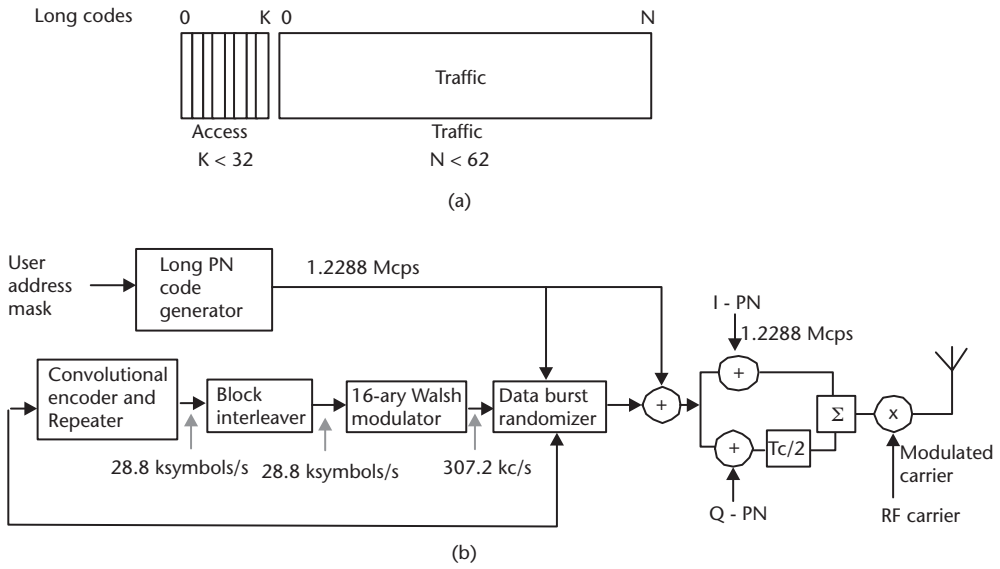 Long codes
0
K
0
N
Traffic
Access
Traffic
K < 32
N < 62
(a)
User
address
mask
Long PN
code
generator
1.2288 Mcps
I - PN
1.2288 Mcps
Convolutional
encoder and
Repeater
Block
interleaver
16-ary Walsh
modulator
Data burst
randomizer
+
+
+
Tc/2
Σ
x
28.8 ksymbols/s
28.8 ksymbols/s
307.2 kc/s
Modulated
carrier
Q - PN
RF carrier
(b)